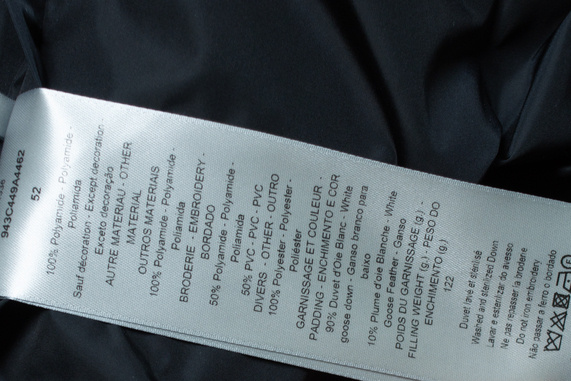 943C449A4462
52
100% Polyamide - Polyamide -
Poliamida
Sauf décoration - Except decoration -
Exceto decoração
AUTRE MATERIAU - OTHER
MATERIAL
OUTROS MATERIAIS
100% Polyamide - Polyamide -
Poliamida
BRODERIE - EMBROIDERY -
BORDADO
50% Polyamide - Polyamide -
Poliamida
50% PVC - PVC - PVC
DIVERS - OTHER - OUTRO
100% Polyester - Polyester -
Poliéster
GARNISSAGE ET COULEUR -
PADDING - ENCHIMENTO E COR
90% Duvet d'Oie Blanc - White
goose down - Ganso branco para
baixo
10% Plume d'oie Blanche - White
Goose Feather - Ganso
POIDS DU GARNISSAGE (g.) -
FILLING WEIGHT (g.) - PESO DO
ENCHIMENTO (g.)
122
Duvet lavé et stérilisé
Washed and sterilized Down
Lavar e esterilizar do avesso
Ne pas repasser la broderie
Do not iron embroidery
Não passar a ferro o bordado